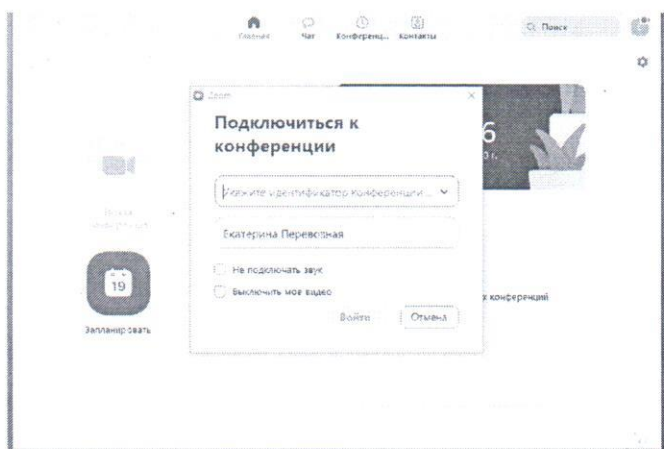 Главная Чат Конференц... Контакты Поиск
Zoom
Подключиться к
конференции
6
Укажите идентификатор конференции...
Екатерина Перевозная
Не подключать звук
Выключить мое видео
Войти Отмена
19
Запланировать
х конференций